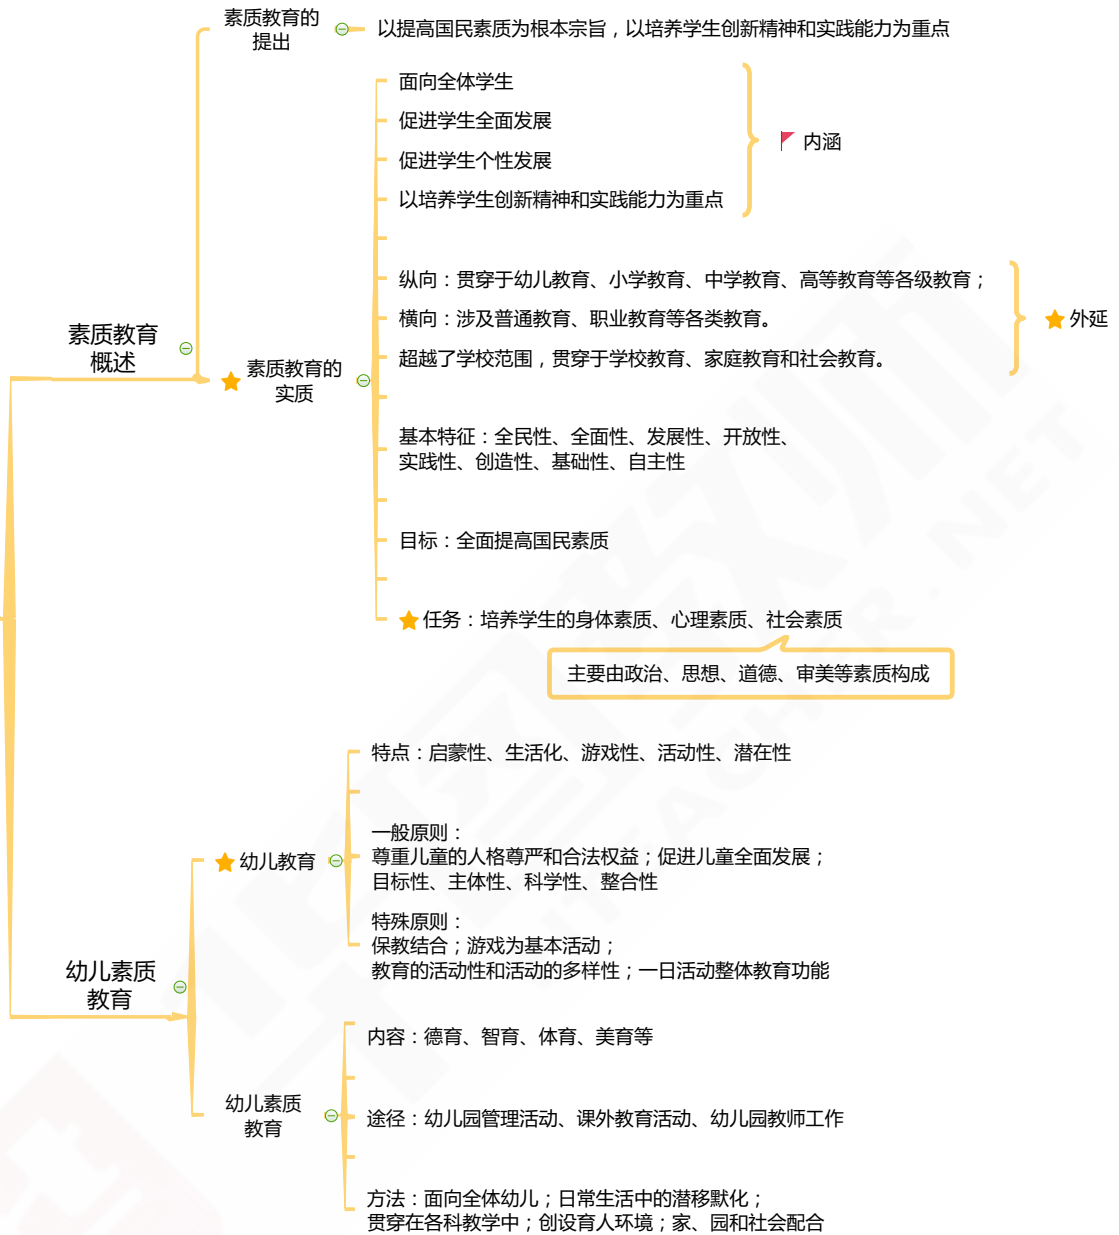 素质教育的
提出
以提高国民素质为根本宗旨，以培养学生创新精神和实践能力为重点
面向全体学生
促进学生全面发展
促进学生个性发展
以培养学生创新精神和实践能力为重点
内涵
纵向：贯穿于幼儿教育、小学教育、中学教育、高等教育等各级教育；
横向：涉及普通教育、职业教育等各类教育。
超越了学校范围，贯穿于学校教育、家庭教育和社会教育。
外延
素质教育
概述
素质教育的
实质
基本特征：全民性、全面性、发展性、开放性、
实践性、创造性、基础性、自主性
目标：全面提高国民素质
任务：培养学生的身体素质、心理素质、社会素质
主要由政治、思想、道德、审美等素质构成
特点：启蒙性、生活化、游戏性、活动性、潜在性
一般原则：
尊重儿童的人格尊严和合法权益；促进儿童全面发展；
目标性、主体性、科学性、整合性
幼儿教育
特殊原则：
保教结合；游戏为基本活动；
教育的活动性和活动的多样性；一日活动整体教育功能
幼儿素质
教育
内容：德育、智育、体育、美育等
幼儿素质
教育
途径：幼儿园管理活动、课外教育活动、幼儿园教师工作
方法：面向全体幼儿；日常生活中的潜移默化；
贯穿在各科教学中；创设育人环境；家、园和社会配合